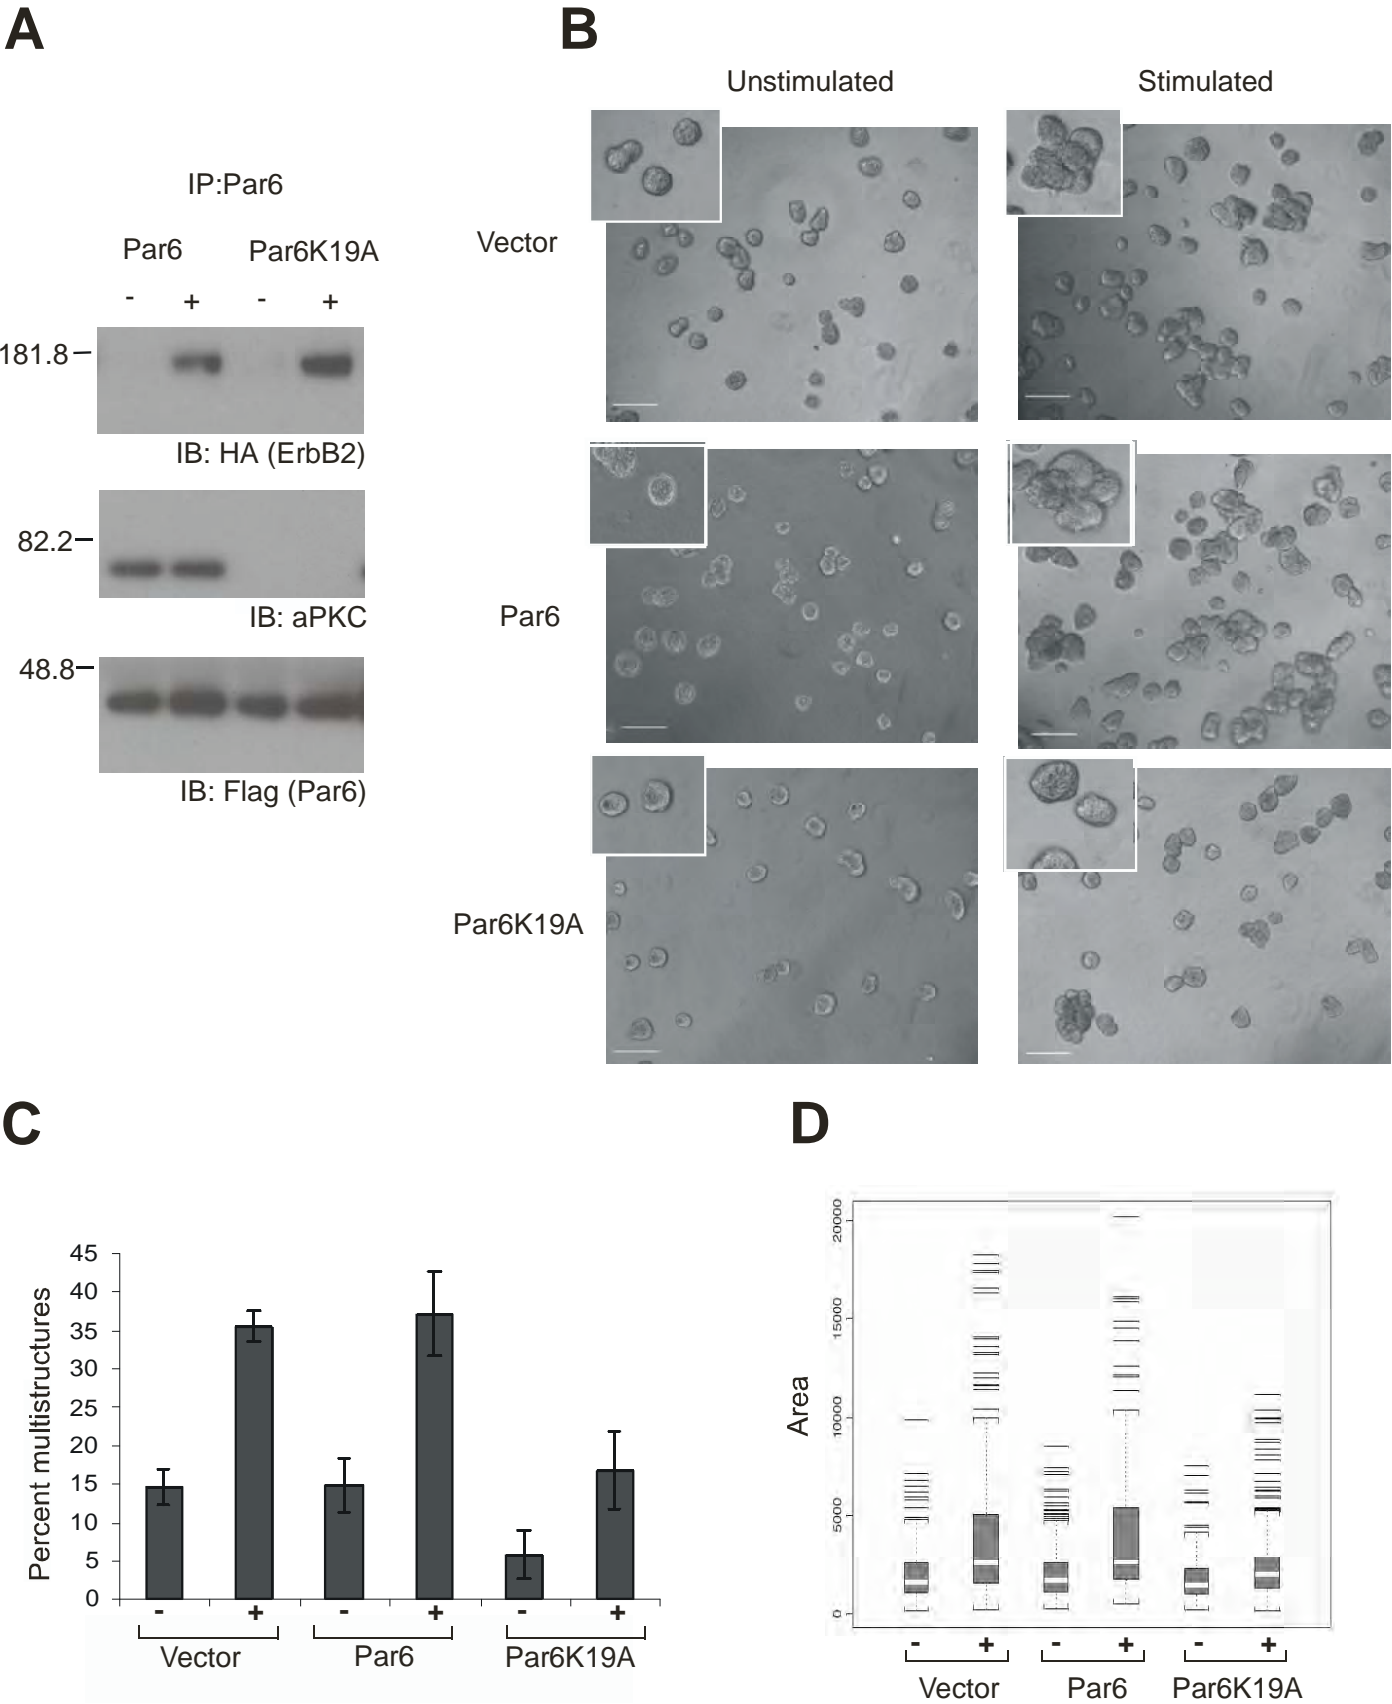 A
IP:Par6
Par6 Par6K19A
- + - +
181.8
IB: HA (ErbB2)
82.2
IB: aPKC
48.8
IB: Flag (Par6)
B
Unstimulated Stimulated
Vector
Par6
Par6K19A
C
Percent multistructures
45
40
35
30
25
20
15
10
5
0
- + - + - +
Vector Par6 Par6K19A
D
Area
20000
15000
10000
5000
0
- + - + - +
Vector Par6 Par6K19A